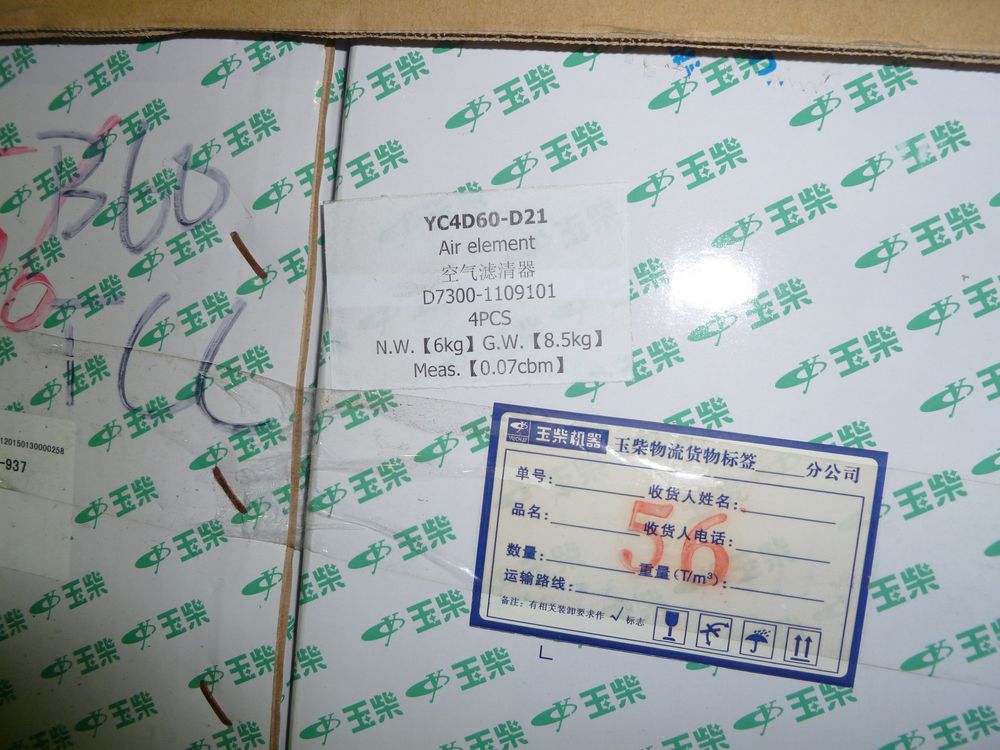 玉柴
YC4D60-D21
Air element
空气滤清器
D7300-1109101
4PCS
N.W.【6kg】G.W.【8.5kg】
Meas.【0.07cbm】
120150130000258
-937
玉柴机器 玉柴物流货物标签 分公司
单号: 收货人姓名:
品名: 收货人电话:
56
数量: 重量(T/m³):
运输路线:
备注: 有相关装卸要求作 √ 标志